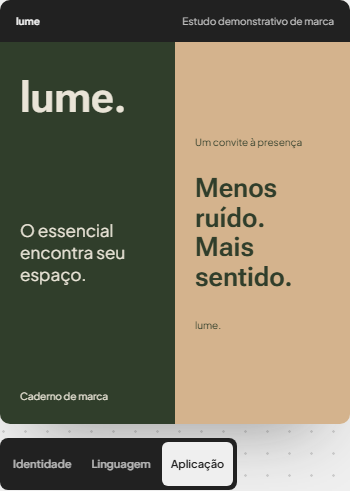 lume
Estudo demonstrativo de marca
lume.
O essencial
encontra seu
espaço.
Caderno de marca
Um convite à presença
Menos
ruído.
Mais
sentido.
lume.
Identidade
Linguagem
Aplicação